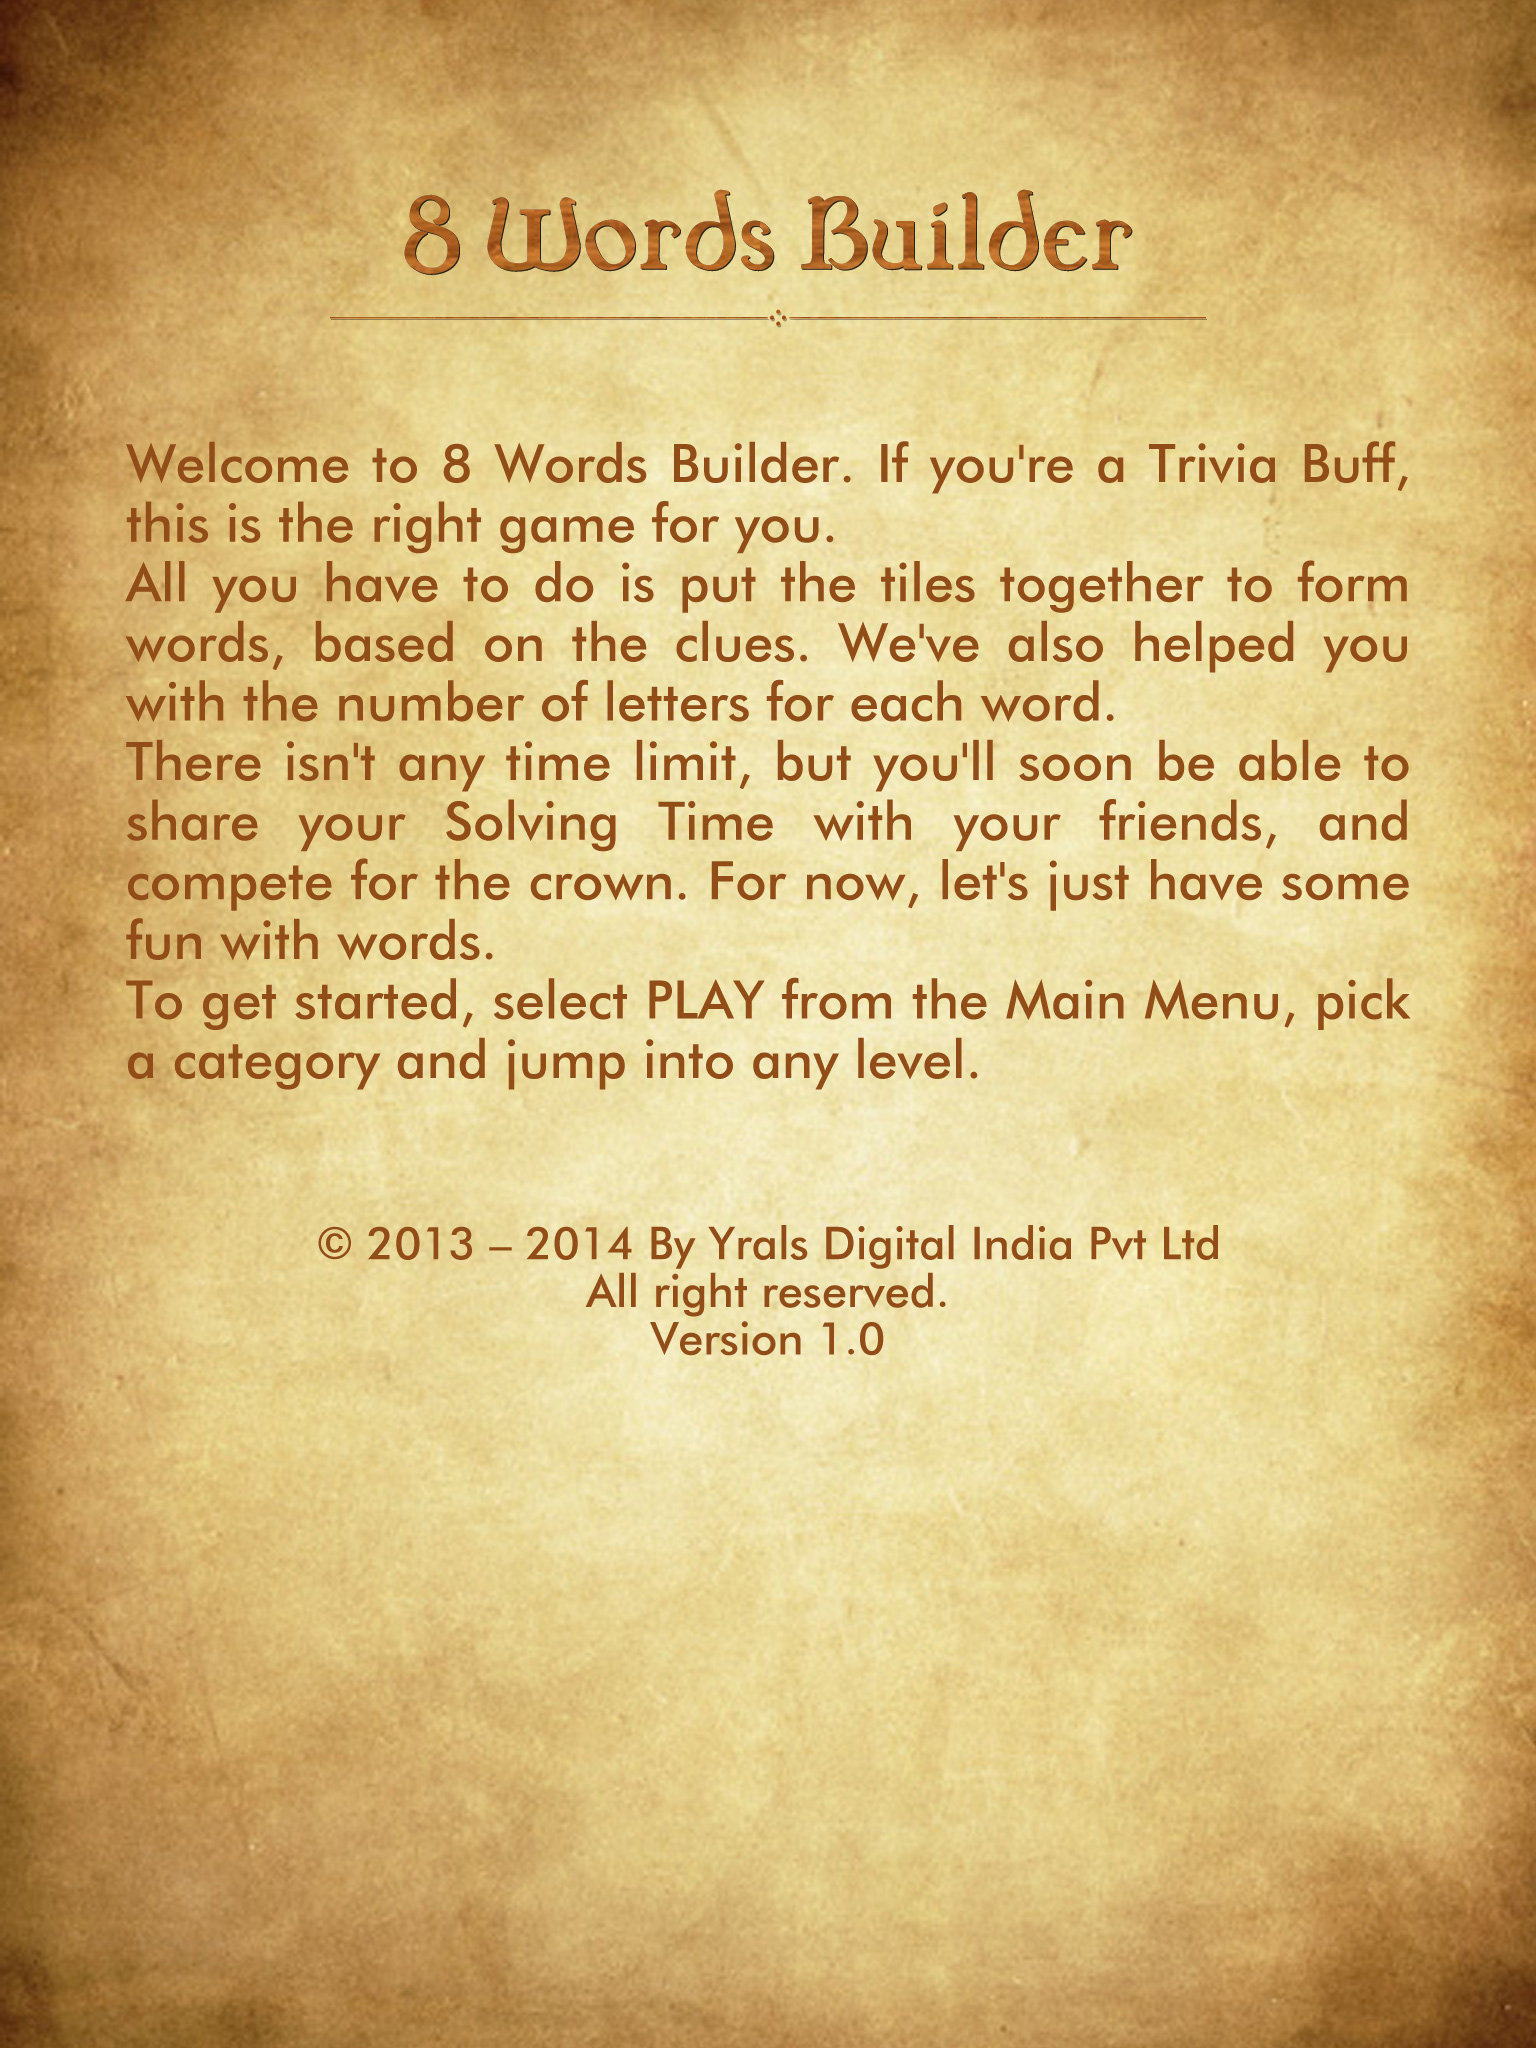 8 Words Builder
Welcome to 8 Words Builder. If you're a Trivia Buff,
this is the right game for you.
All you have to do is put the tiles together to form
words, based on the clues. We've also helped you
with the number of letters for each word.
There isn't any time limit, but you'll soon be able to
share your Solving Time with your friends, and
compete for the crown. For now, let's just have some
fun with words.
To get started, select PLAY from the Main Menu, pick
a category and jump into any level.
© 2013 – 2014 By Yrals Digital India Pvt Ltd
All right reserved.
Version 1.0